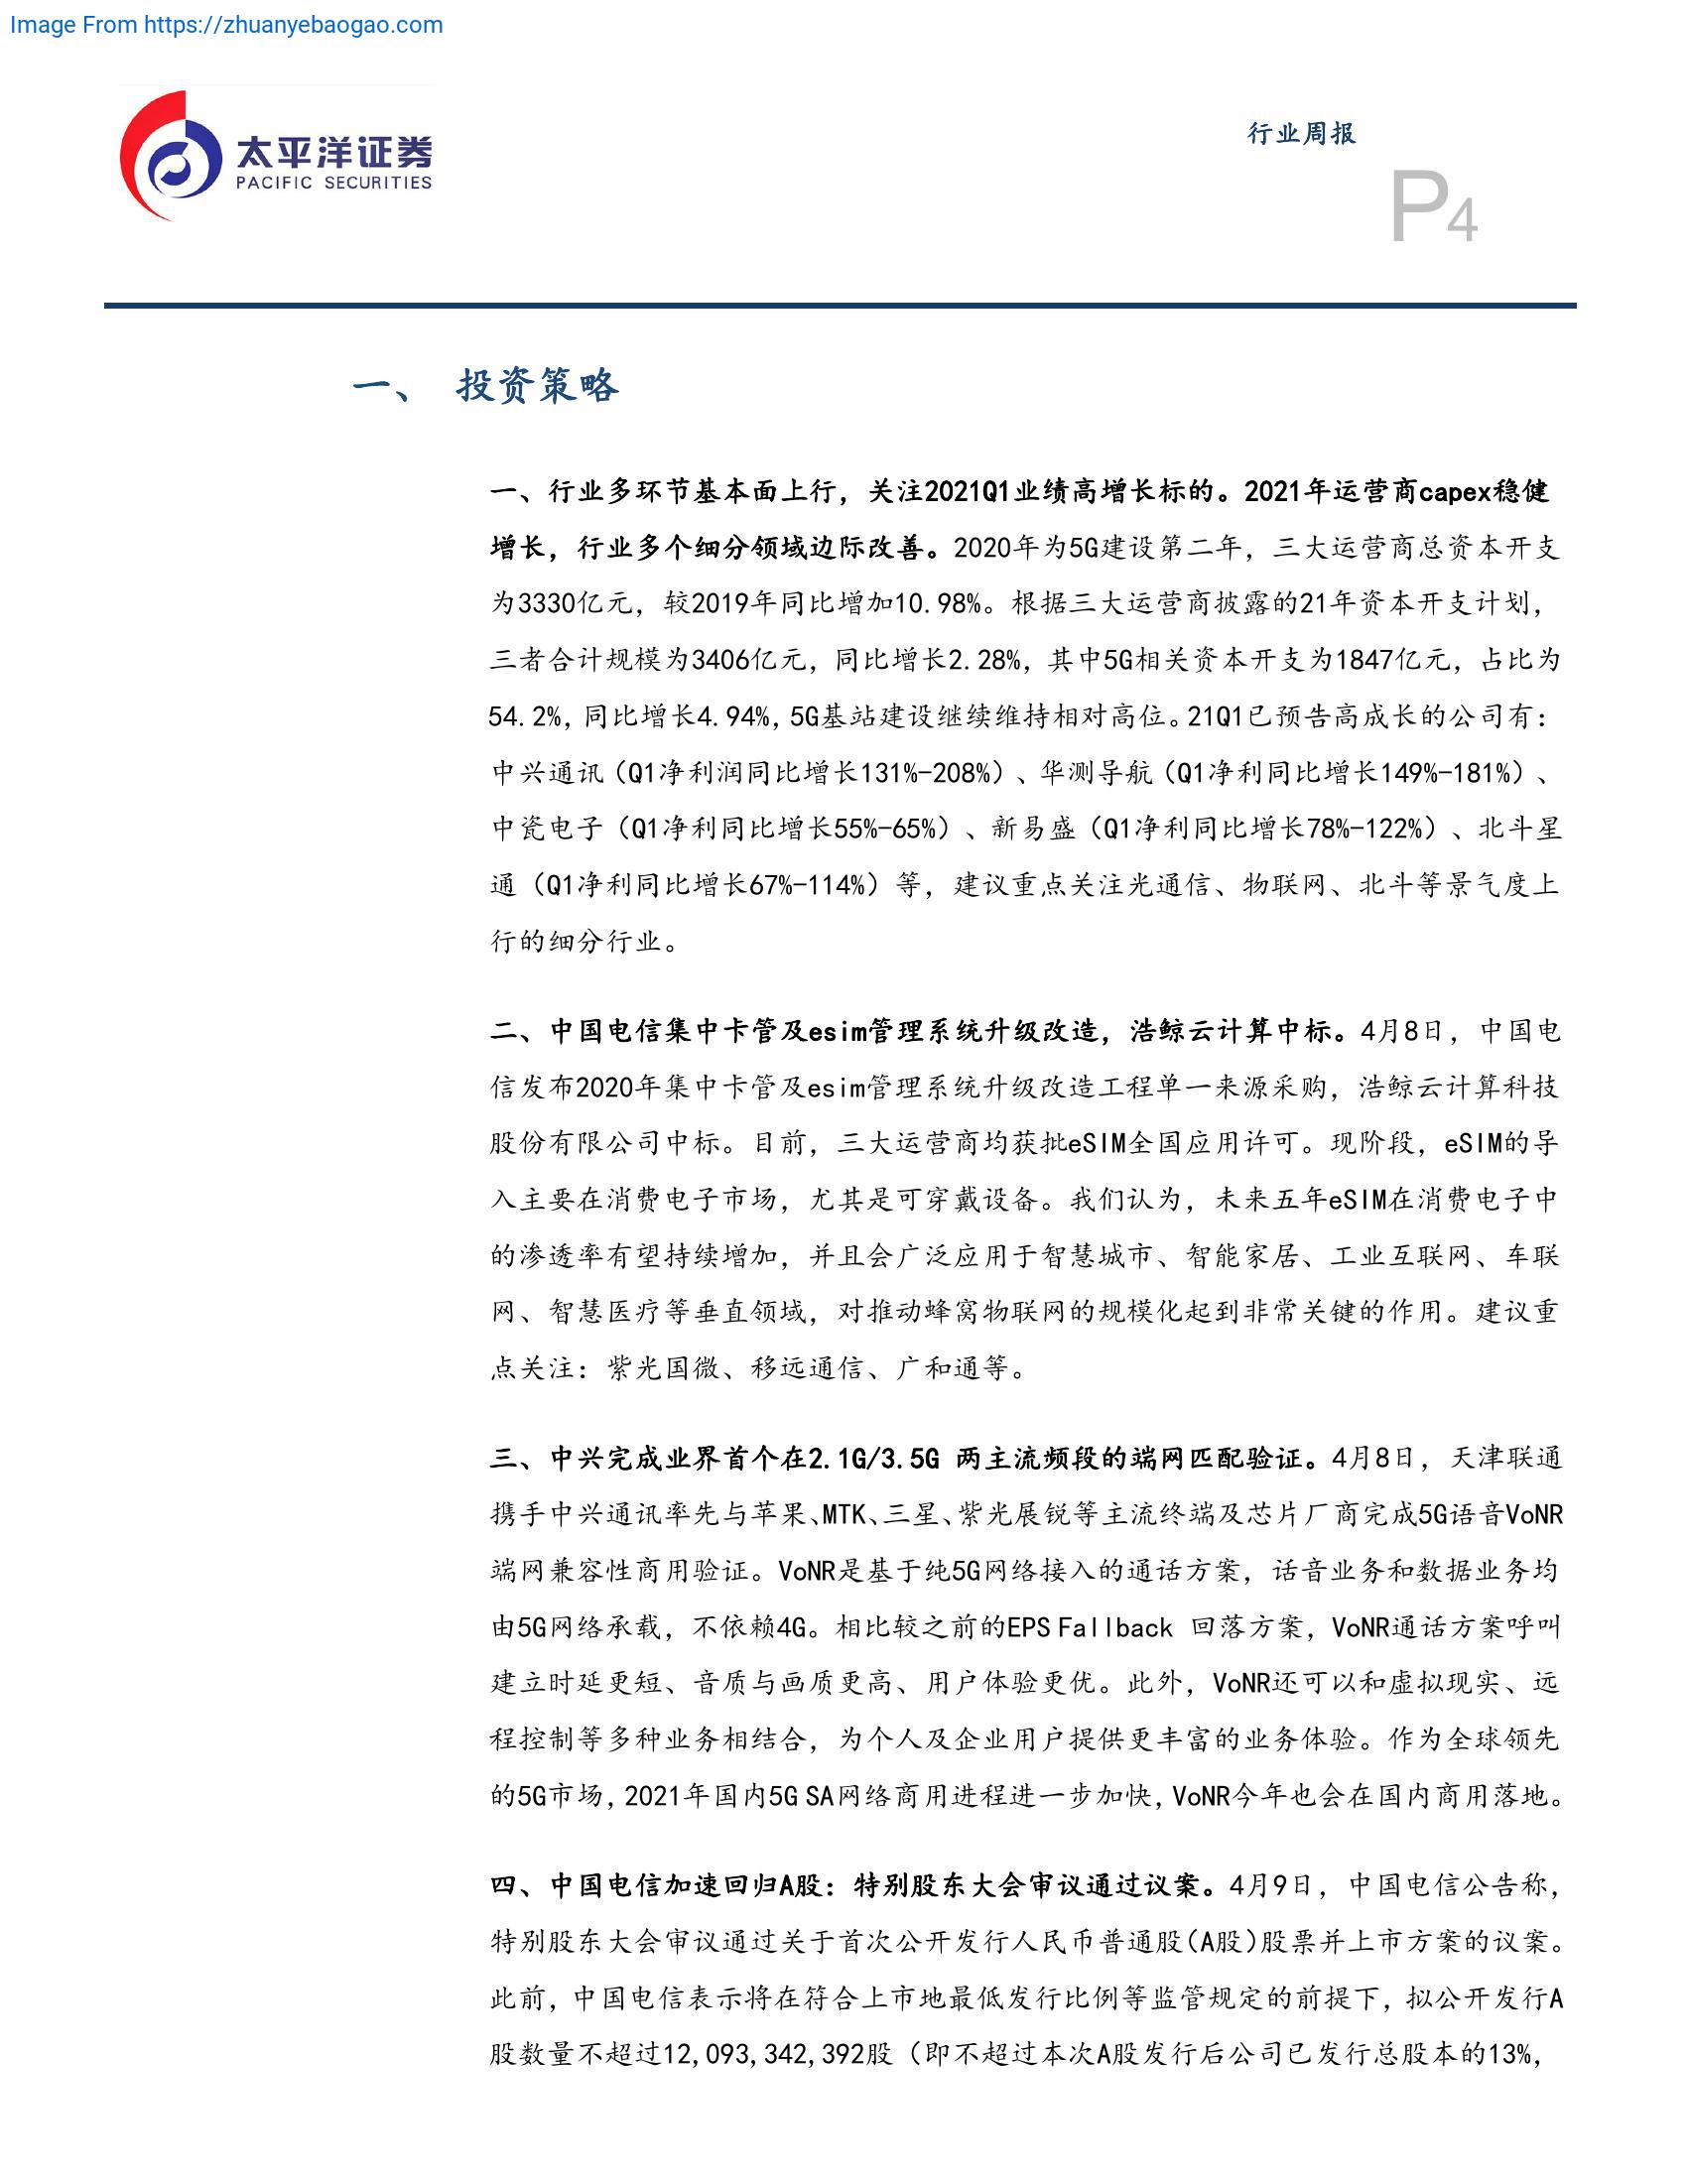 Image From https://zhuanyebaogao.com
太平洋证券
PACIFIC SECURITIES
行业周报
P4
一、 投资策略
一、行业多环节基本面上行，关注2021Q1业绩高增长标的。2021年运营商capex稳健
增长，行业多个细分领域边际改善。2020年为5G建设第二年，三大运营商总资本开支
为3330亿元，较2019年同比增加10.98%。根据三大运营商披露的21年资本开支计划，
三者合计规模为3406亿元，同比增长2.28%，其中5G相关资本开支为1847亿元，占比为
54.2%，同比增长4.94%，5G基站建设继续维持相对高位。21Q1已预告高成长的公司有：
中兴通讯（Q1净利润同比增长131%-208%）、华测导航（Q1净利同比增长149%-181%）、
中瓷电子（Q1净利同比增长55%-65%）、新易盛（Q1净利同比增长78%-122%）、北斗星
通（Q1净利同比增长67%-114%）等，建议重点关注光通信、物联网、北斗等景气度上
行的细分行业。
二、中国电信集中卡管及esim管理系统升级改造，浩鲸云计算中标。4月8日，中国电
信发布2020年集中卡管及esim管理系统升级改造工程单一来源采购，浩鲸云计算科技
股份有限公司中标。目前，三大运营商均获批eSIM全国应用许可。现阶段，eSIM的导
入主要在消费电子市场，尤其是可穿戴设备。我们认为，未来五年eSIM在消费电子中
的渗透率有望持续增加，并且会广泛应用于智慧城市、智能家居、工业互联网、车联
网、智慧医疗等垂直领域，对推动蜂窝物联网的规模化起到非常关键的作用。建议重
点关注：紫光国微、移远通信、广和通等。
三、中兴完成业界首个在2.1G/3.5G 两主流频段的端网匹配验证。4月8日，天津联通
携手中兴通讯率先与苹果、MTK、三星、紫光展锐等主流终端及芯片厂商完成5G语音VoNR
端网兼容性商用验证。VoNR是基于纯5G网络接入的通话方案，话音业务和数据业务均
由5G网络承载，不依赖4G。相比较之前的EPS Fallback 回落方案，VoNR通话方案呼叫
建立时延更短、音质与画质更高、用户体验更优。此外，VoNR还可以和虚拟现实、远
程控制等多种业务相结合，为个人及企业用户提供更丰富的业务体验。作为全球领先
的5G市场，2021年国内5G SA网络商用进程进一步加快，VoNR今年也会在国内商用落地。
四、中国电信加速回归A股：特别股东大会审议通过议案。4月9日，中国电信公告称，
特别股东大会审议通过关于首次公开发行人民币普通股(A股)股票并上市方案的议案。
此前，中国电信表示将在符合上市地最低发行比例等监管规定的前提下，拟公开发行A
股数量不超过12,093,342,392股（即不超过本次A股发行后公司已发行总股本的13%，